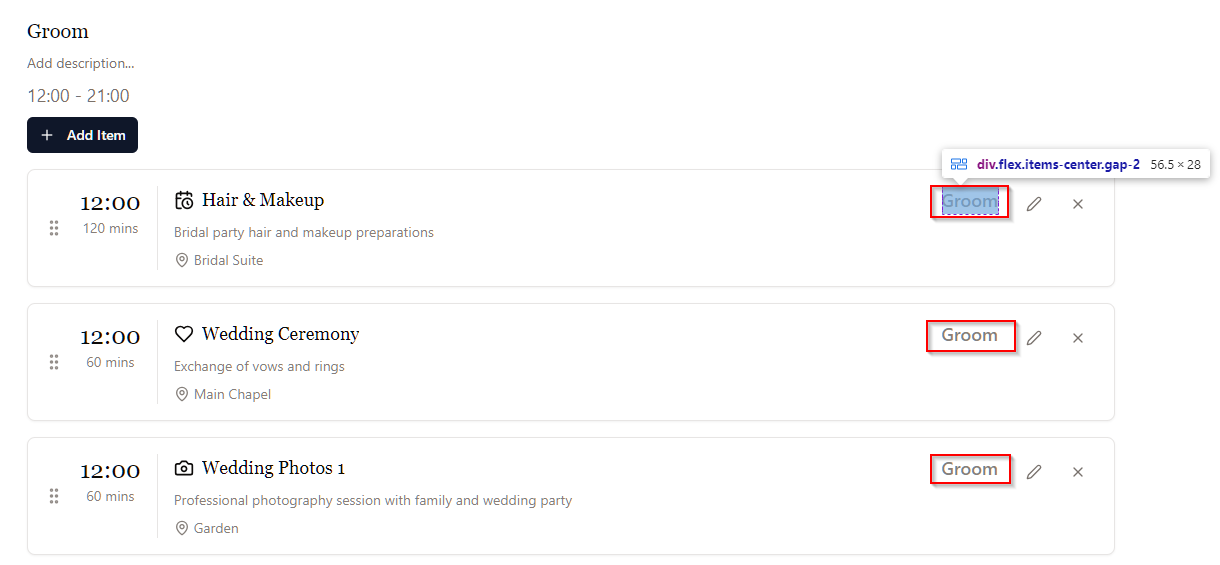 Groom
Add description...
12:00 - 21:00
+ Add Item
div.flex.items-center.gap-2 56.5 × 28
12:00
120 mins
Hair & Makeup
Bridal party hair and makeup preparations
Bridal Suite
Groom
12:00
60 mins
Wedding Ceremony
Exchange of vows and rings
Main Chapel
Groom
12:00
60 mins
Wedding Photos 1
Professional photography session with family and wedding party
Garden
Groom